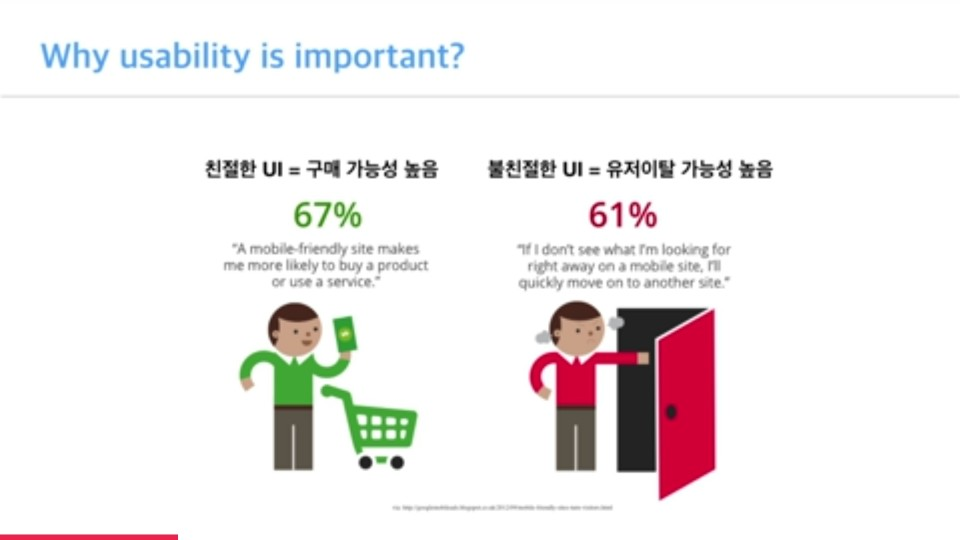 Why usability is important?
친절한 UI = 구매 가능성 높음
67%
“A mobile-friendly site makes
me more likely to buy a product
or use a service.”
불친절한 UI = 유저이탈 가능성 높음
61%
“If I don’t see what I’m looking for
right away on a mobile site, I’ll
quickly move on to another site.”